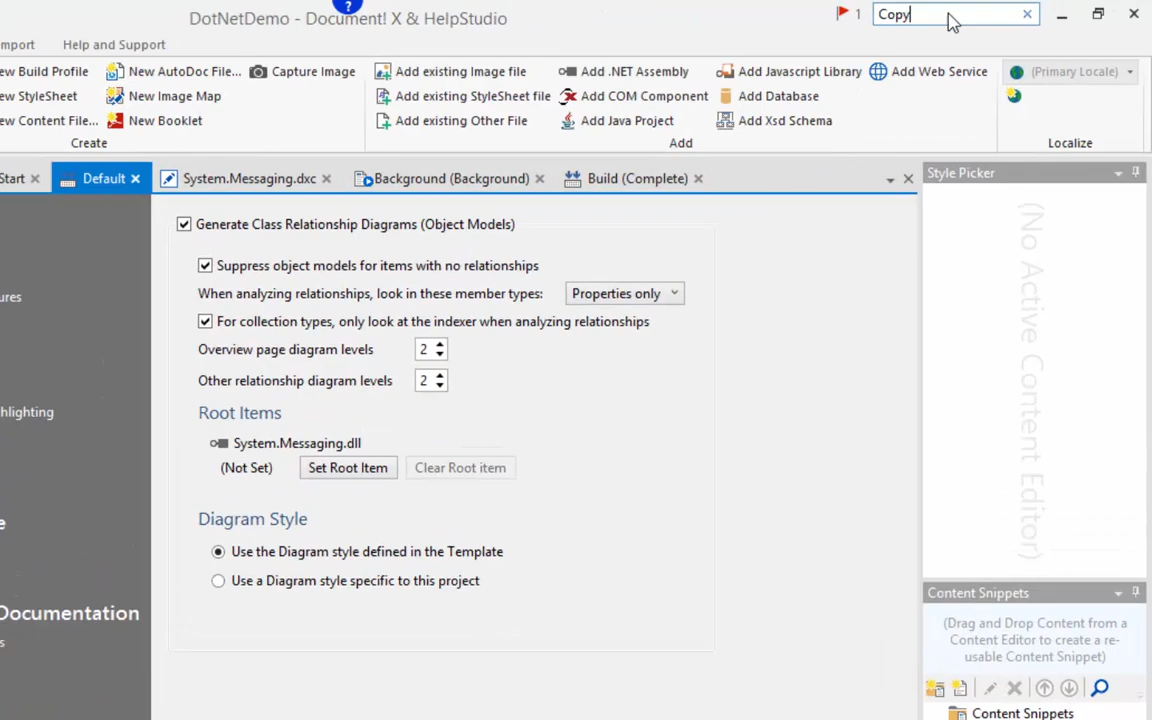 DotNetDemo - Document! X & HelpStudio
?
1
Copy
mport
Help and Support
ew Build Profile
New AutoDoc File...
Capture Image
Add existing Image file
Add .NET Assembly
Add Javascript Library
Add Web Service
(Primary Locale)
ew StyleSheet
New Image Map
Add existing StyleSheet file
Add COM Component
Add Database
ew Content File...
New Booklet
Add existing Other File
Add Java Project
Add Xsd Schema
Create
Add
Localize
Start
Default
System.Messaging.dxc
Background (Background)
Build (Complete)
Style Picker
Generate Class Relationship Diagrams (Object Models)
Suppress object models for items with no relationships
ures
When analyzing relationships, look in these member types:
Properties only
For collection types, only look at the indexer when analyzing relationships
Overview page diagram levels
2
Other relationship diagram levels
2
hlighting
Root Items
System.Messaging.dll
(Not Set)
Set Root Item
Clear Root item
e
Diagram Style
Use the Diagram style defined in the Template
Use a Diagram style specific to this project
Documentation
s
(No Active Content Editor)
Content Snippets
(Drag and Drop Content from a
Content Editor to create a re-
usable Content Snippet)
Content Snippets